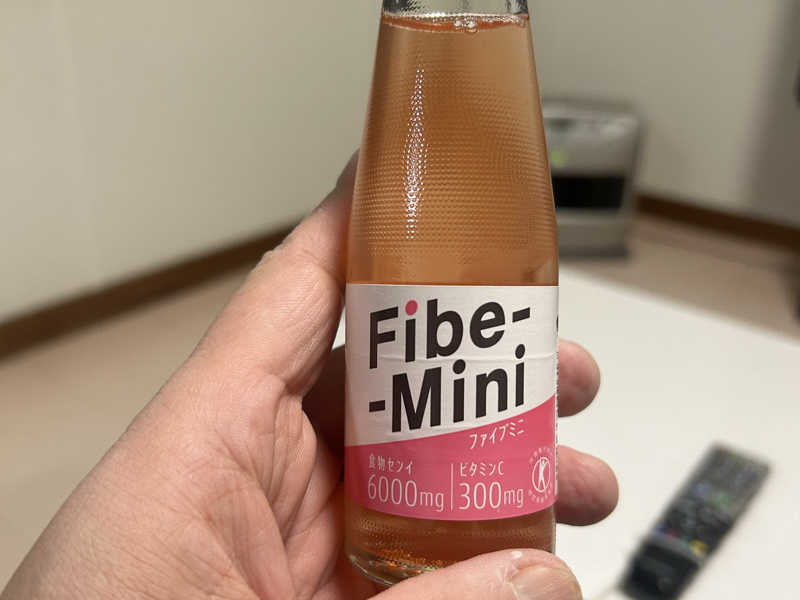 Fibe-
-Mini
ファイブミニ
食物センイ
6000mg
ビタミンC
300mg